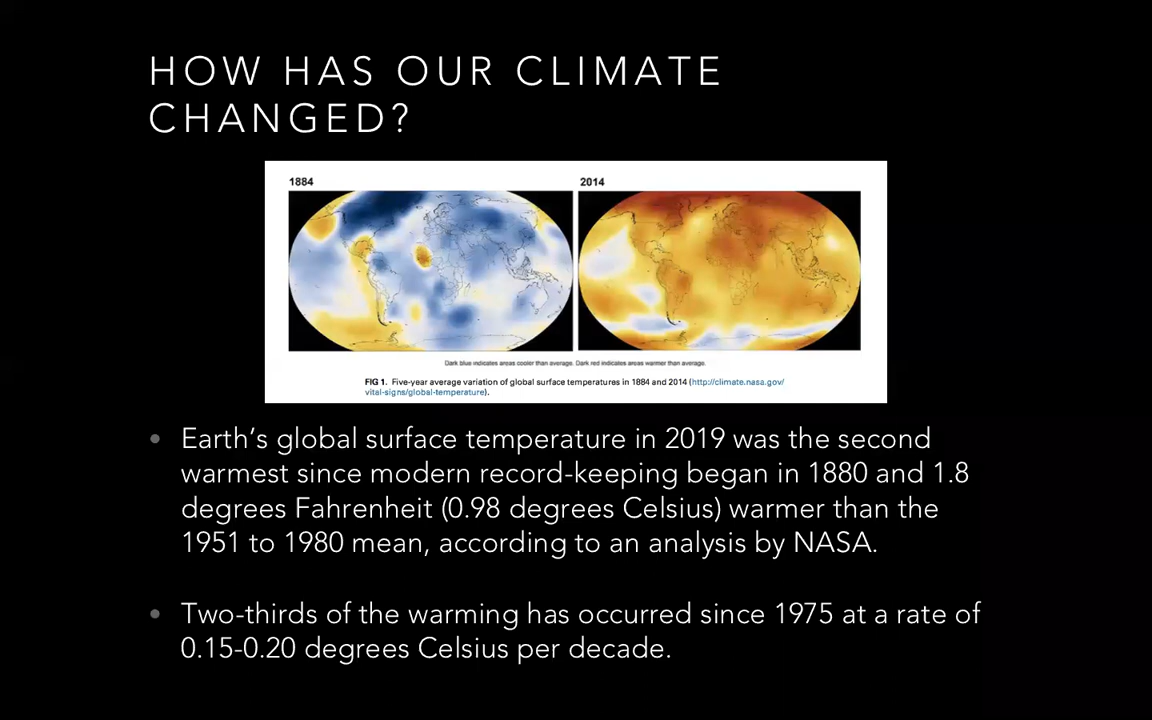 HOW HAS OUR CLIMATE
CHANGED?
1884
2014
Dark blue indicates areas cooler than average. Dark red indicates areas warmer than average.
FIG 1. Five-year average variation of global surface temperatures in 1884 and 2014 (http://climate.nasa.gov/
vital-signs/global-temperature).
• Earth’s global surface temperature in 2019 was the second
warmest since modern record-keeping began in 1880 and 1.8
degrees Fahrenheit (0.98 degrees Celsius) warmer than the
1951 to 1980 mean, according to an analysis by NASA.
• Two-thirds of the warming has occurred since 1975 at a rate of
0.15-0.20 degrees Celsius per decade.